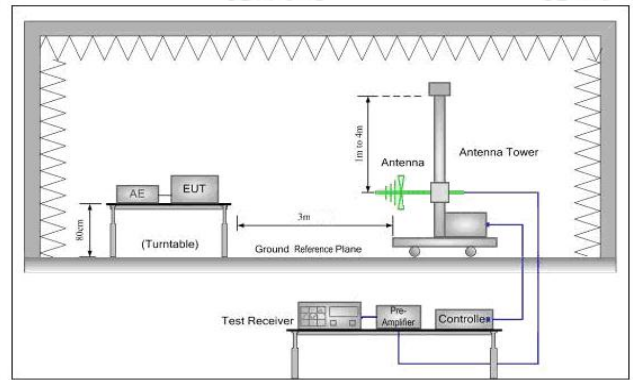 1m to 4m
Antenna
Antenna Tower
AE
EUT
3m
80cm
(Turntable)
Ground Reference Plane
Test Receiver
Pre-
Amplifier
Controller